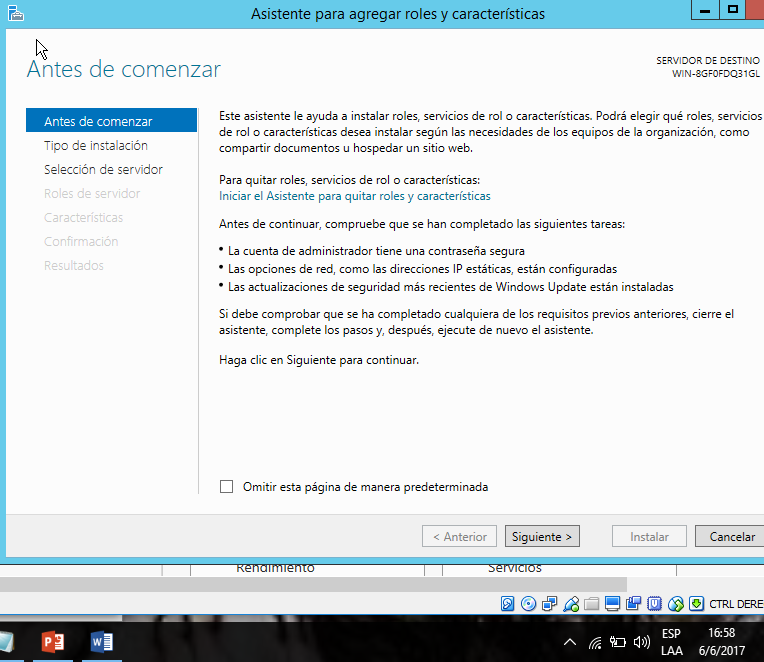 Asistente para agregar roles y características
Antes de comenzar
SERVIDOR DE DESTINO
WIN-8GF0FDQ31GL
Antes de comenzar
Tipo de instalación
Selección de servidor
Roles de servidor
Características
Confirmación
Resultados
Este asistente le ayuda a instalar roles, servicios de rol o características. Podrá elegir qué roles, servicios
de rol o características desea instalar según las necesidades de los equipos de la organización, como
compartir documentos u hospedar un sitio web.
Para quitar roles, servicios de rol o características:
Iniciar el Asistente para quitar roles y características
Antes de continuar, compruebe que se han completado las siguientes tareas:
• La cuenta de administrador tiene una contraseña segura
• Las opciones de red, como las direcciones IP estáticas, están configuradas
• Las actualizaciones de seguridad más recientes de Windows Update están instaladas
Si debe comprobar que se ha completado cualquiera de los requisitos previos anteriores, cierre el
asistente, complete los pasos y, después, ejecute de nuevo el asistente.
Haga clic en Siguiente para continuar.
Omitir esta página de manera predeterminada
< Anterior
Siguiente >
Instalar
Cancelar
Rendimiento
Servicios
CTRL DERE
ESP
LAA
16:58
6/6/2017